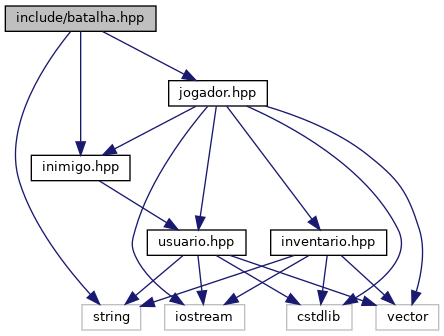 include/batalha.hpp
jogador.hpp
inimigo.hpp
usuario.hpp
inventario.hpp
string
iostream
cstdlib
vector